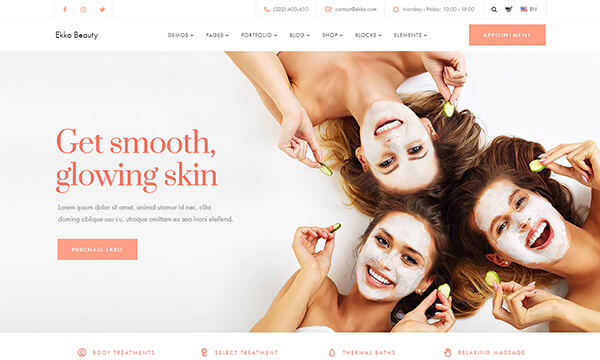 (222) 400-630
contact@ekko.com
Monday - Friday: 10:00 - 18:00
EN
Ekko Beauty
DEMOS
PAGES
PORTFOLIO
BLOG
SHOP
BLOCKS
ELEMENTS
APPOINTMENT
Get smooth,
glowing skin
Lorem ipsum dolor sit amet, animal utamur id nec, clita
doming oblique usu cu, utroque omittam ex sea inani eleifend.
PURCHASE EKKO
BODY TREATMENTS
SELECT TREATMENT
THERMAL BATHS
RELAXING MASSAGE